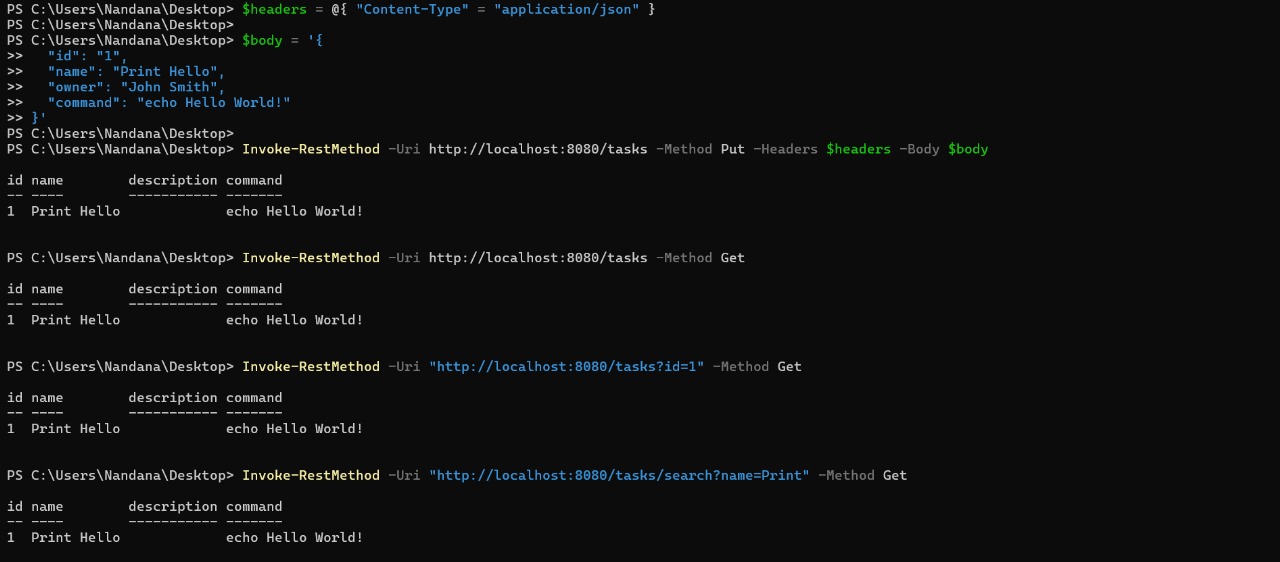 PS C:\Users\Nandana\Desktop> $headers = @{ "Content-Type" = "application/json" }
PS C:\Users\Nandana\Desktop>
PS C:\Users\Nandana\Desktop> $body = '{
>>   "id": "1",
>>   "name": "Print Hello",
>>   "owner": "John Smith",
>>   "command": "echo Hello World!"
>> }'
PS C:\Users\Nandana\Desktop>
PS C:\Users\Nandana\Desktop> Invoke-RestMethod -Uri http://localhost:8080/tasks -Method Put -Headers $headers -Body $body

id name        description command
-- ----        ----------- -------
1  Print Hello             echo Hello World!


PS C:\Users\Nandana\Desktop> Invoke-RestMethod -Uri http://localhost:8080/tasks -Method Get

id name        description command
-- ----        ----------- -------
1  Print Hello             echo Hello World!


PS C:\Users\Nandana\Desktop> Invoke-RestMethod -Uri "http://localhost:8080/tasks?id=1" -Method Get

id name        description command
-- ----        ----------- -------
1  Print Hello             echo Hello World!


PS C:\Users\Nandana\Desktop> Invoke-RestMethod -Uri "http://localhost:8080/tasks/search?name=Print" -Method Get

id name        description command
-- ----        ----------- -------
1  Print Hello             echo Hello World!